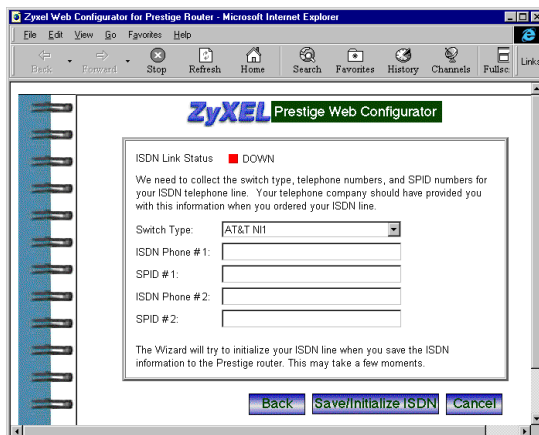 Zyxel Web Configurator for Prestige Router - Microsoft Internet Explorer
File Edit View Go Favorites Help
Back Forward Stop Refresh Home Search Favorites History Channels Fullsc Links
ZyXEL Prestige Web Configurator
ISDN Link Status DOWN
We need to collect the switch type, telephone numbers, and SPID numbers for
your ISDN telephone line. Your telephone company should have provided you
with this information when you ordered your ISDN line.
Switch Type: AT&T NI1
ISDN Phone #1:
SPID #1:
ISDN Phone #2:
SPID #2:
The Wizard will try to initialize your ISDN line when you save the ISDN
information to the Prestige router. This may take a few moments.
Back Save/Initialize ISDN Cancel